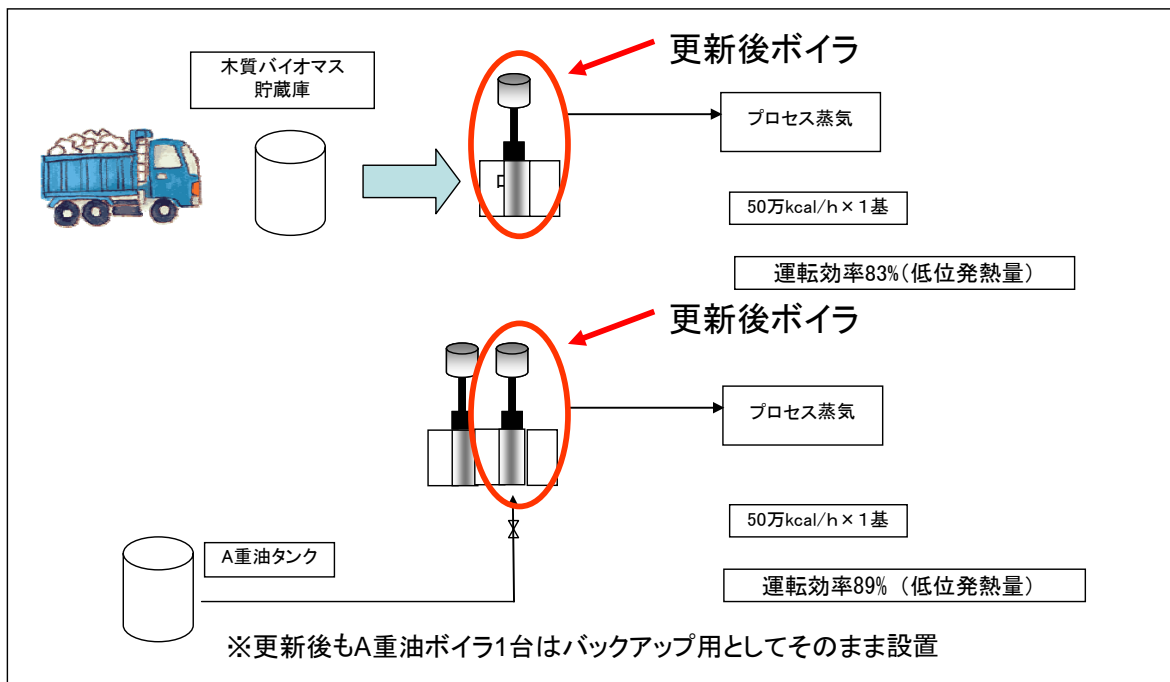 更新後ボイラ
木質バイオマス
貯蔵庫
プロセス蒸気
50万kcal/h×1基
運転効率83%(低位発熱量)
更新後ボイラ
プロセス蒸気
50万kcal/h×1基
A重油タンク
運転効率89% (低位発熱量)
※更新後もA重油ボイラ1台はバックアップ用としてそのまま設置